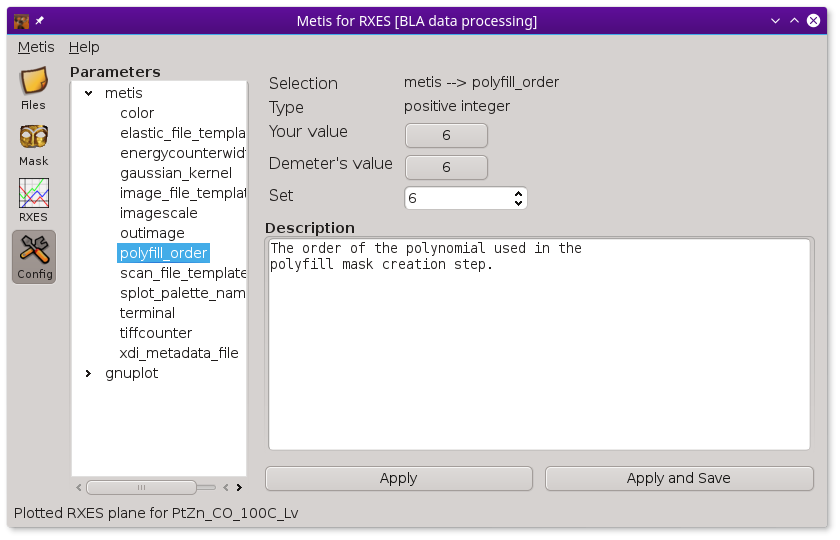 Metis for RXES [BLA data processing]
Metis Help
Files
Mask
RXES
Config
Parameters
metis
color
elastic_file_templa
energycounterwid
gaussian_kernel
image_file_templat
imagescale
outimage
polyfill_order
scan_file_template
splot_palette_nam
terminal
tiffcounter
xdi_metadata_file
gnuplot
Selection metis --> polyfill_order
Type positive integer
Your value 6
Demeter's value 6
Set 6
Description
The order of the polynomial used in the
polyfill mask creation step.
Apply Apply and Save
Plotted RXES plane for PtZn_CO_100C_Lv